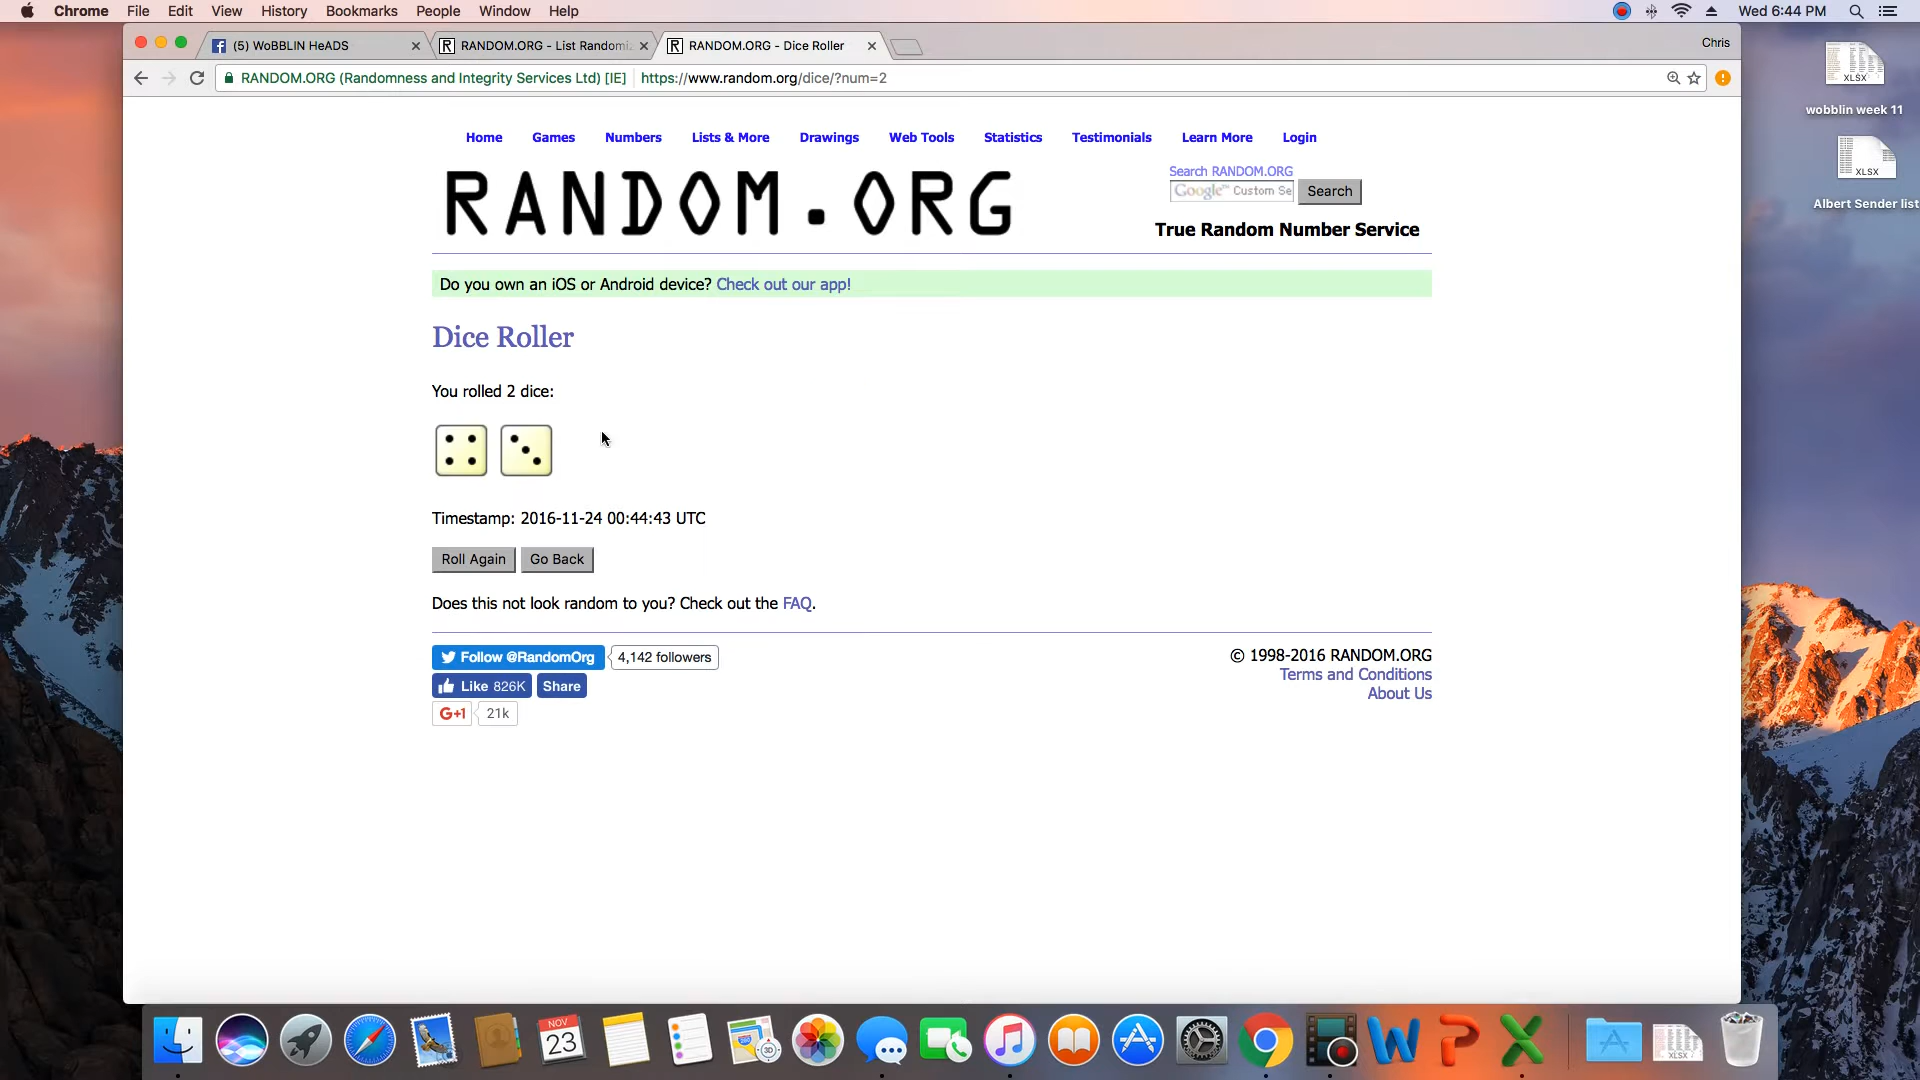 Chrome File Edit View History Bookmarks People Window Help Wed 6:44 PM
(5) WoBBLIN HeADS RANDOM.ORG - List Randomi RANDOM.ORG - Dice Roller Chris
RANDOM.ORG (Randomness and Integrity Services Ltd) [IE] https://www.random.org/dice/?num=2
XLSX
wobblin week 11
XLSX
Albert Sender list
Home Games Numbers Lists & More Drawings Web Tools Statistics Testimonials Learn More Login
RANDOM.ORG
Search RANDOM.ORG
Google™ Custom Se Search
True Random Number Service
Do you own an iOS or Android device? Check out our app!
Dice Roller
You rolled 2 dice:
Timestamp: 2016-11-24 00:44:43 UTC
Roll Again Go Back
Does this not look random to you? Check out the FAQ.
Follow @RandomOrg 4,142 followers
Like 826K Share
G+1 21k
© 1998-2016 RANDOM.ORG
Terms and Conditions
About Us
NOV
23
3D
XLSX